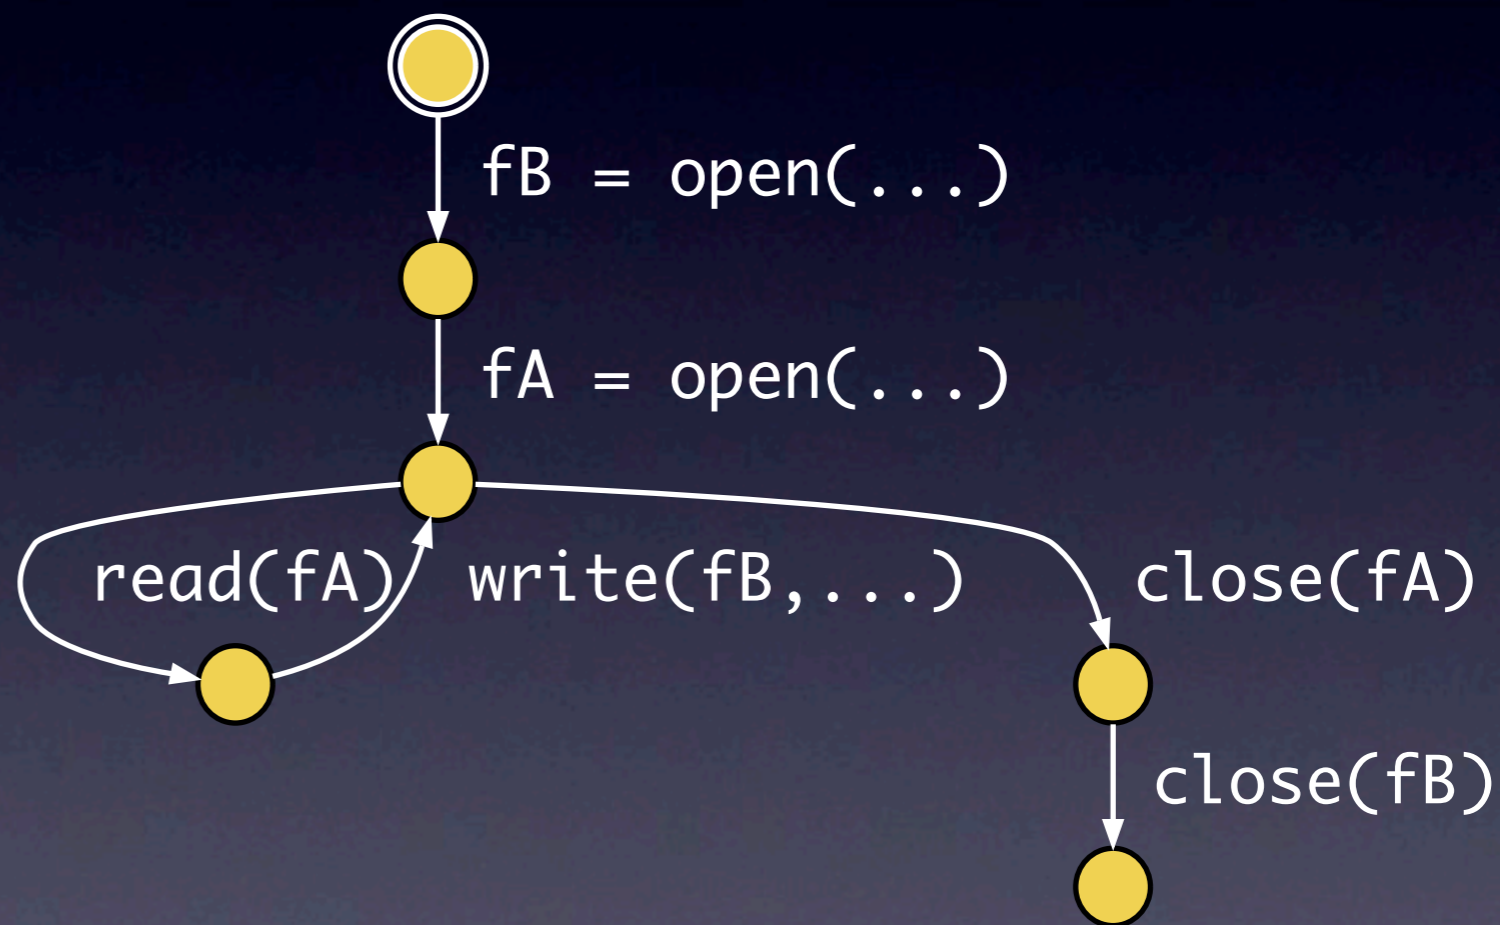 fB = open(...)
fA = open(...)
read(fA)
write(fB,...)
close(fA)
close(fB)